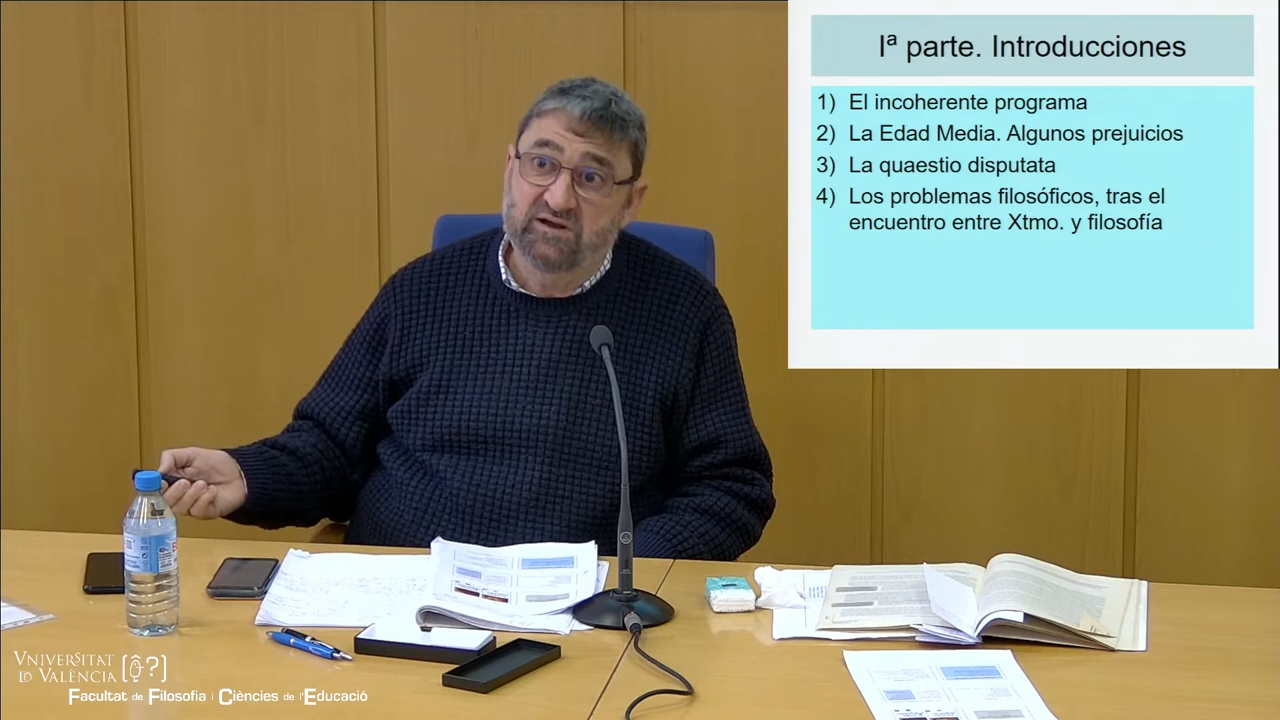 Iª parte. Introducciones
1) El incoherente programa
2) La Edad Media. Algunos prejuicios
3) La quaestio disputata
4) Los problemas filosóficos, tras el
encuentro entre Xtmo. y filosofía
VNIVERSITAT
ID VALÈNCIA [Ô?]
Facultat de Filosofia i Ciències de l'Educació